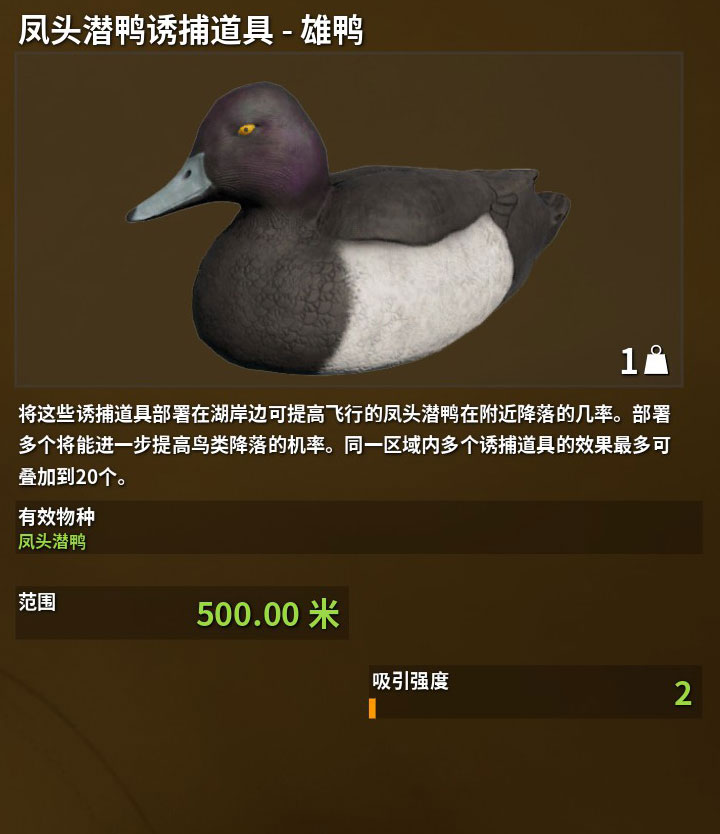 凤头潜鸭诱捕道具 - 雄鸭
1
将这些诱捕道具部署在湖岸边可提高飞行的凤头潜鸭在附近降落的几率。部署
多个将能进一步提高鸟类降落的机率。同一区域内多个诱捕道具的效果最多可
叠加到20个。
有效物种
凤头潜鸭
范围
500.00 米
吸引强度
2